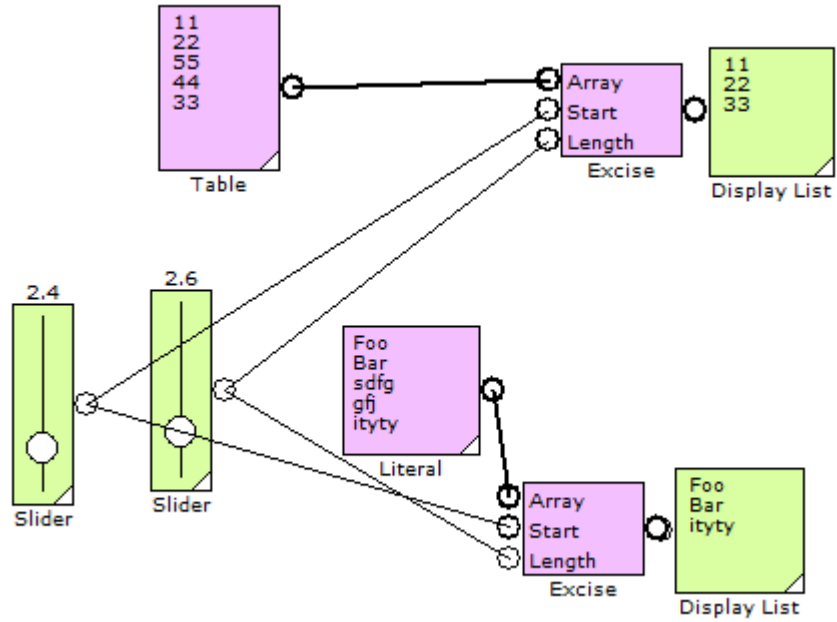 11
22
55
44
33
Table
Array
Start
Length
Excise
11
22
33
Display List
2.4
Slider
2.6
Slider
Foo
Bar
sdfg
gfj
ityty
Literal
Array
Start
Length
Excise
Foo
Bar
ityty
Display List